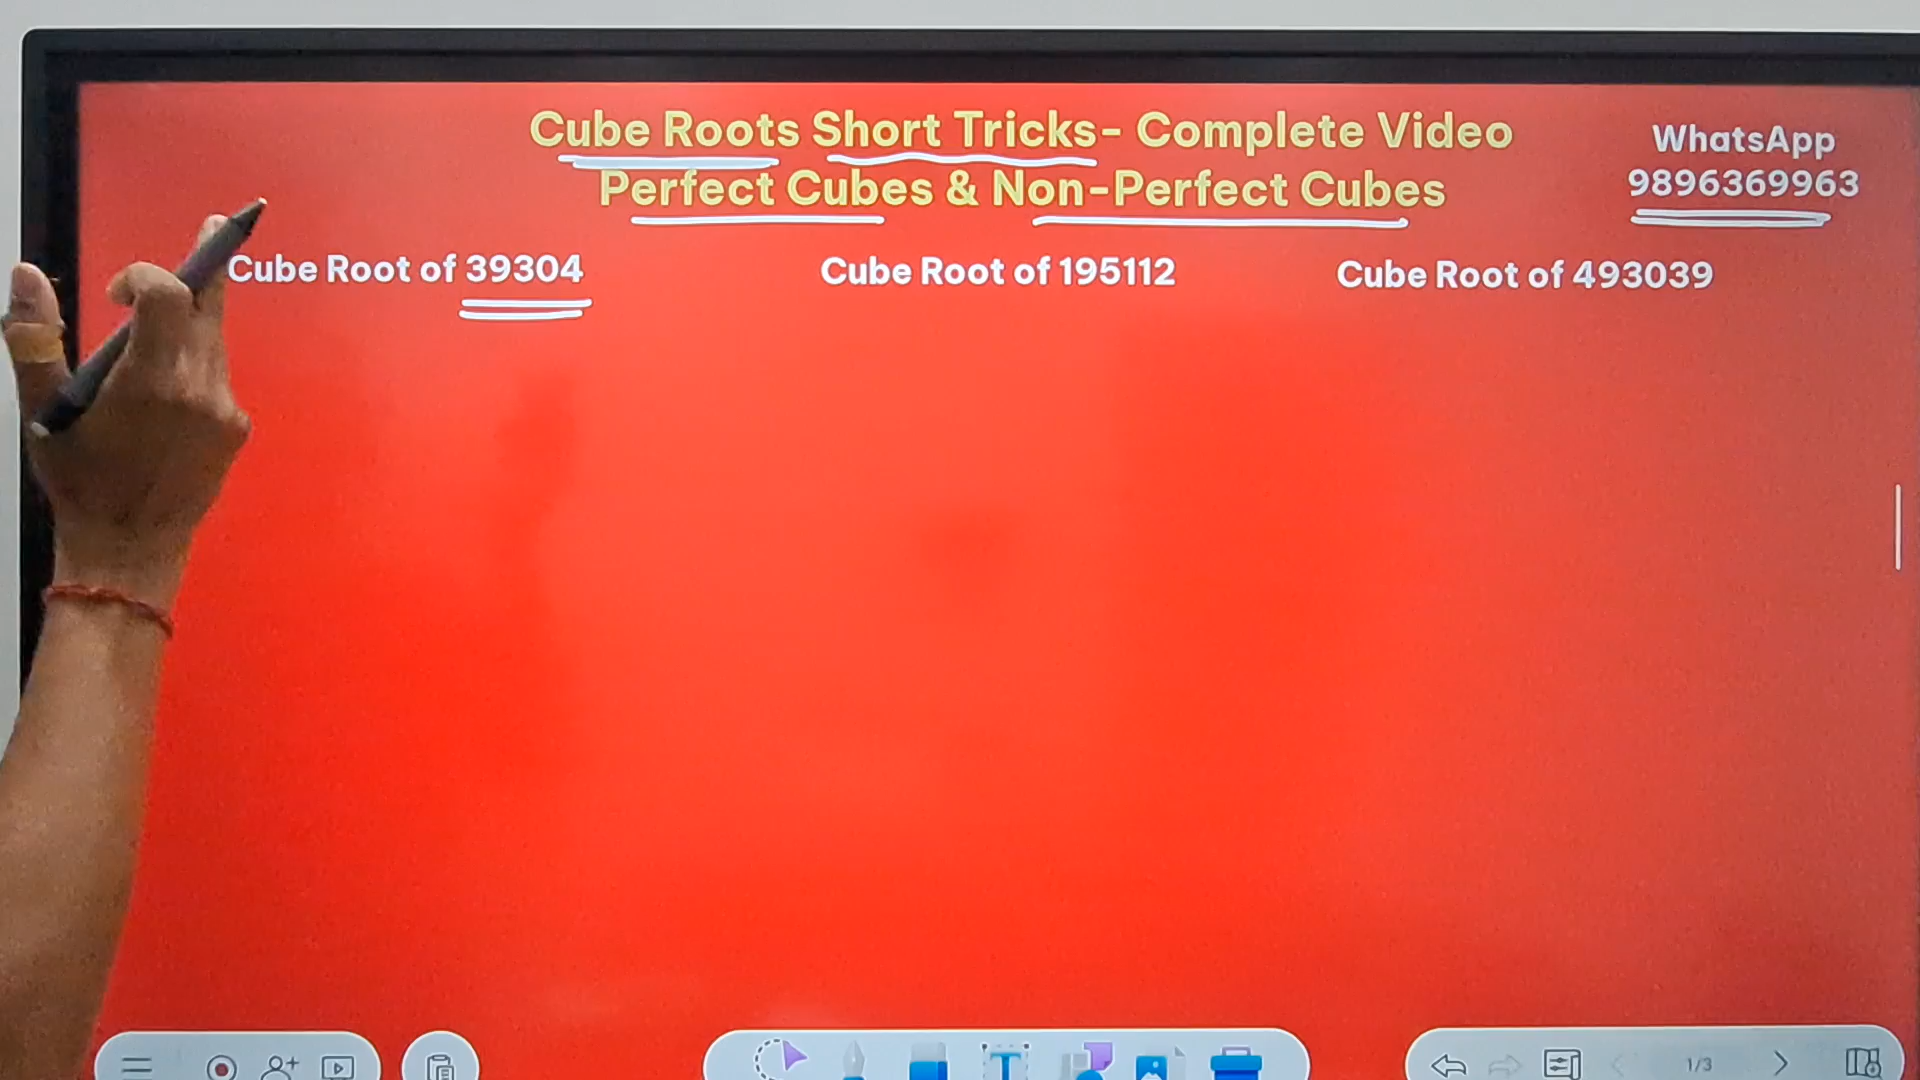 Cube Roots Short Tricks- Complete Video
Perfect Cubes & Non-Perfect Cubes
WhatsApp
9896369963
Cube Root of 39304
Cube Root of 195112
Cube Root of 493039
1/3